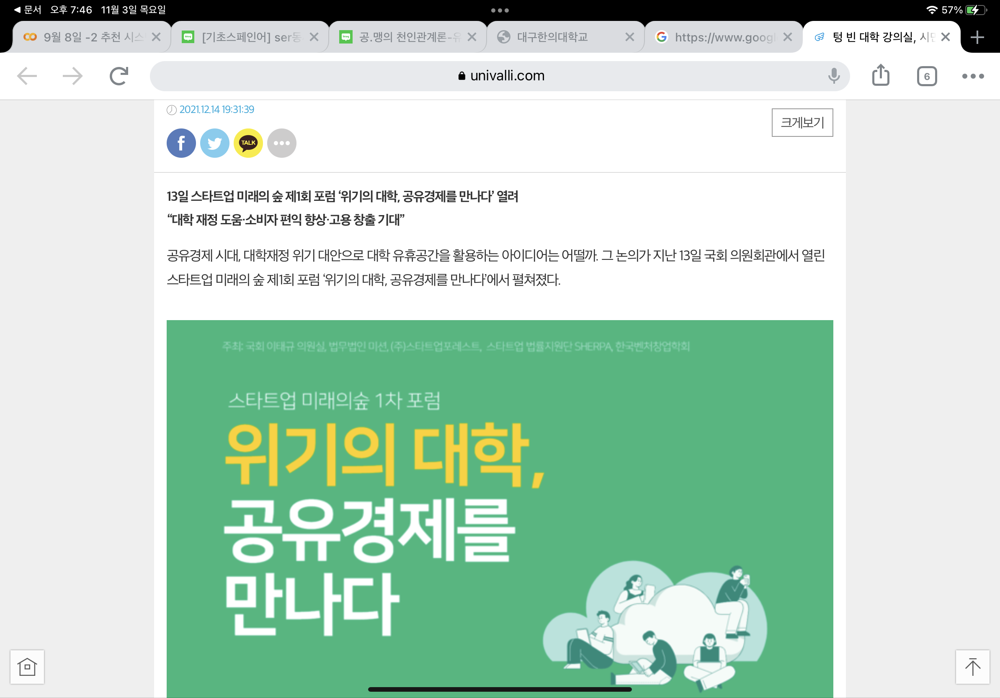 문서 오후 7:46 11월 3일 목요일 57%
9월 8일 -2 추천 시스
blog [기초스페인어] ser동
blog 공.맹의 천인관계론-유
대구한의대학교
https://www.googl
텅 빈 대학 강의실, 시민
univalli.com 6
2021.12.14 19:31:39
크게보기
f TALK
13일 스타트업 미래의 숲 제1회 포럼 ‘위기의 대학, 공유경제를 만나다’ 열려
“대학 재정 도움·소비자 편익 향상·고용 창출 기대”
공유경제 시대, 대학재정 위기 대안으로 대학 유휴공간을 활용하는 아이디어는 어떨까. 그 논의가 지난 13일 국회 의원회관에서 열린
스타트업 미래의 숲 제1회 포럼 ‘위기의 대학, 공유경제를 만나다’에서 펼쳐졌다.
주최: 국회 이태규 의원실, 법무법인 미션, (주)스타트업포레스트, 스타트업 법률지원단 SHERPA, 한국벤처창업학회
스타트업 미래의숲 1차 포럼
위기의 대학,
공유경제를
만나다